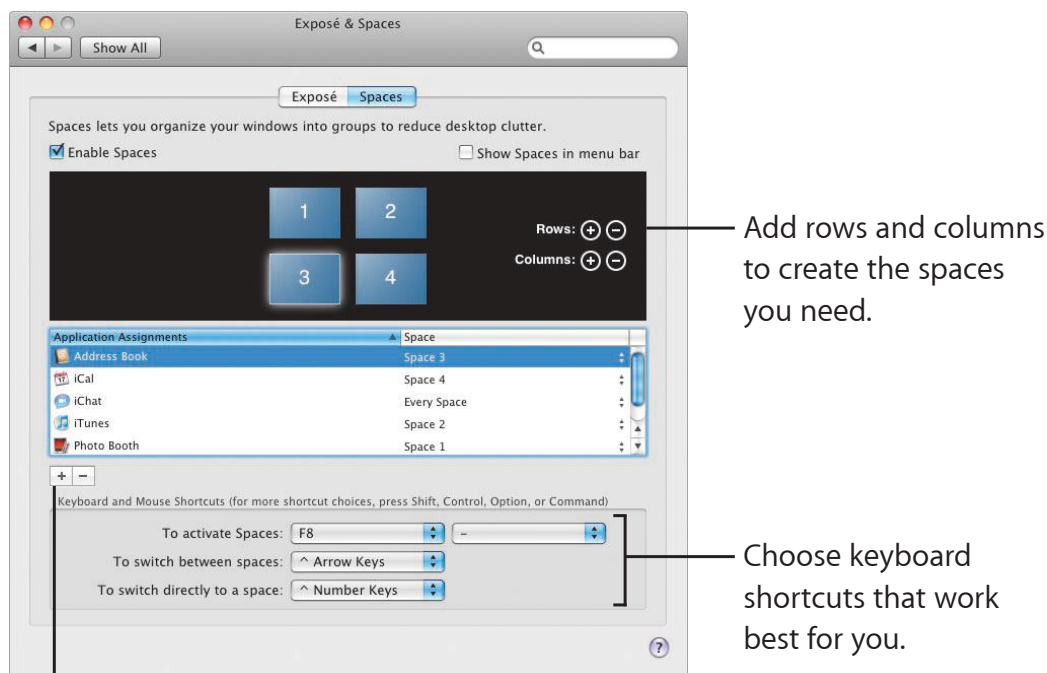 Exposé & Spaces
Show All
Exposé Spaces
Spaces lets you organize your windows into groups to reduce desktop clutter.
Enable Spaces
Show Spaces in menu bar
1 2
Rows:
3 4
Columns:
Add rows and columns
to create the spaces
you need.
Application Assignments Space
Address Book Space 3
17 iCal Space 4
iChat Every Space
iTunes Space 2
Photo Booth Space 1
+ −
Keyboard and Mouse Shortcuts (for more shortcut choices, press Shift, Control, Option, or Command)
To activate Spaces: F8 –
To switch between spaces: ^ Arrow Keys
To switch directly to a space: ^ Number Keys
Choose keyboard
shortcuts that work
best for you.
?